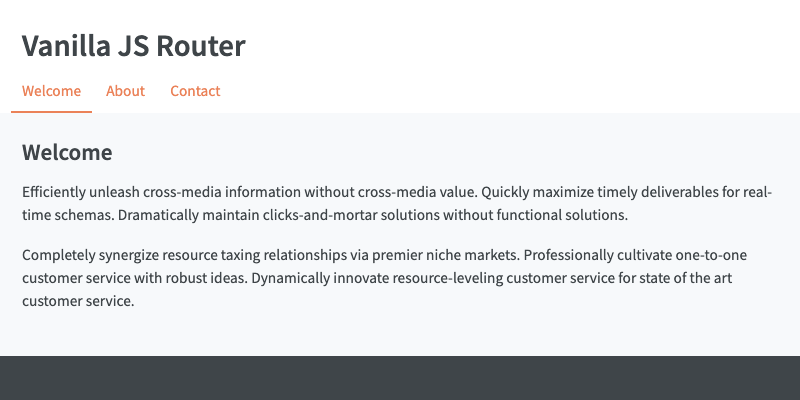 Vanilla JS Router
Welcome About Contact
Welcome
Efficiently unleash cross-media information without cross-media value. Quickly maximize timely deliverables for real-
time schemas. Dramatically maintain clicks-and-mortar solutions without functional solutions.
Completely synergize resource taxing relationships via premier niche markets. Professionally cultivate one-to-one
customer service with robust ideas. Dynamically innovate resource-leveling customer service for state of the art
customer service.